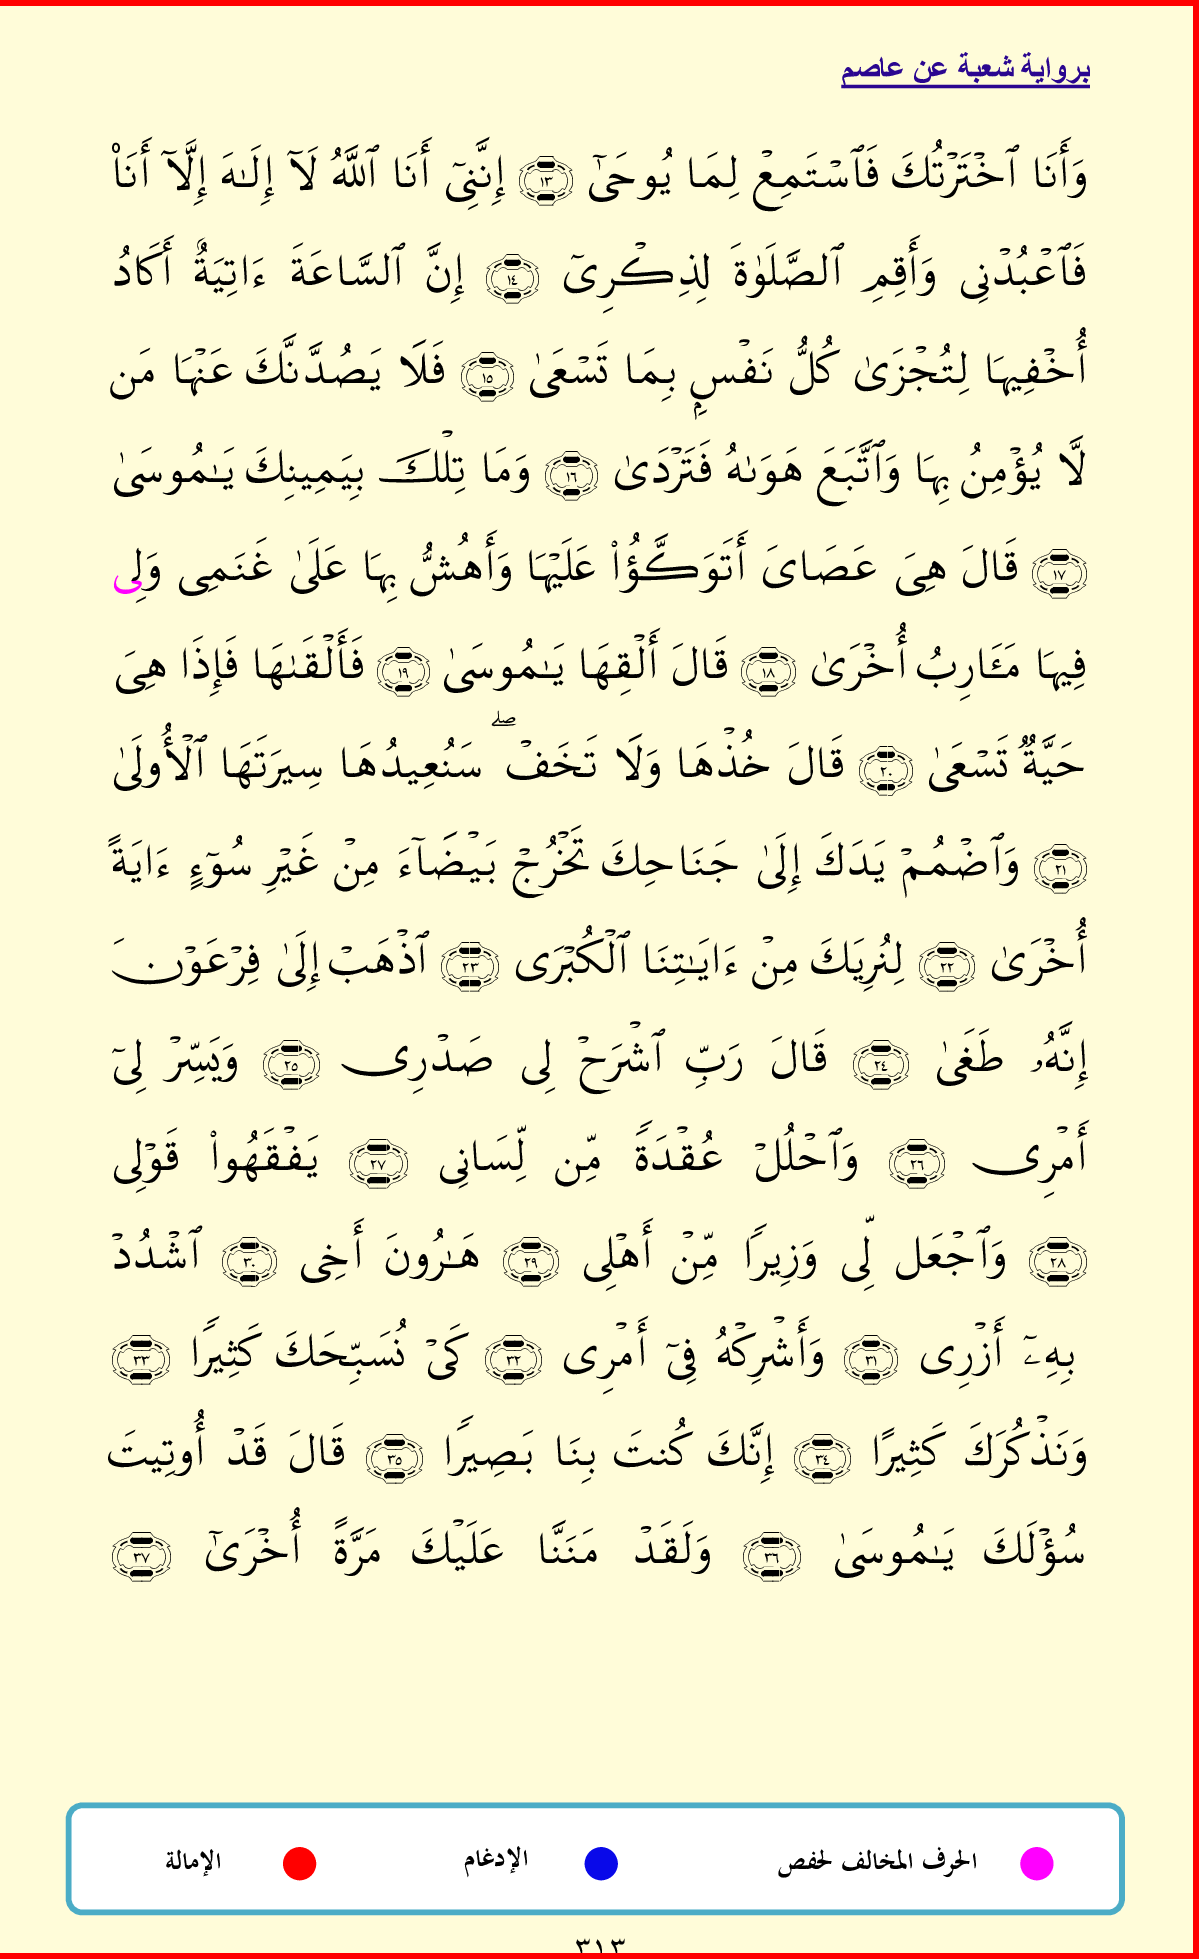 برواية شعبة عن عاصم
وَأَنَا ٱخْتَرْتُكَ فَٱسْتَمِعْ لِمَا يُوحَىٰٓ ١٣ إِنَّنِىٓ أَنَا ٱللَّهُ لَآ إِلَـٰهَ إِلَّآ أَنَا۠
فَٱعْبُدْنِى وَأَقِمِ ٱلصَّلَوٰةَ لِذِكْرِىٓ ١٤ إِنَّ ٱلسَّاعَةَ ءَاتِيَةٌ أَكَادُ
أُخْفِيهَا لِتُجْزَىٰ كُلُّ نَفْسٍۭ بِمَا تَسْعَىٰ ١٥ فَلَا يَصُدَّنَّكَ عَنْهَا مَن
لَّا يُؤْمِنُ بِهَا وَٱتَّبَعَ هَوَىٰهُ فَتَرْدَىٰ ١٦ وَمَا تِلْكَ بِيَمِينِكَ يَـٰمُوسَىٰ
١٧ قَالَ هِىَ عَصَاىَ أَتَوَكَّؤُا۟ عَلَيْهَا وَأَهُشُّ بِهَا عَلَىٰ غَنَمِى وَلِى
فِيهَا مَـَٔارِبُ أُخْرَىٰ ١٨ قَالَ أَلْقِهَا يَـٰمُوسَىٰ ١٩ فَأَلْقَىٰهَا فَإِذَا هِىَ
حَيَّةٌ تَسْعَىٰ ٢٠ قَالَ خُذْهَا وَلَا تَخَفْ ۖ سَنُعِيدُهَا سِيرَتَهَا ٱلْأُولَىٰ
٢١ وَٱضْمُمْ يَدَكَ إِلَىٰ جَنَاحِكَ تَخْرُجْ بَيْضَآءَ مِنْ غَيْرِ سُوٓءٍ ءَايَةً
أُخْرَىٰ ٢٢ لِنُرِيَكَ مِنْ ءَايَـٰتِنَا ٱلْكُبْرَى ٢٣ ٱذْهَبْ إِلَىٰ فِرْعَوْنَ
إِنَّهُۥ طَغَىٰ ٢٤ قَالَ رَبِّ ٱشْرَحْ لِى صَدْرِى ٢٥ وَيَسِّرْ لِىٓ
أَمْرِى ٢٦ وَٱحْلُلْ عُقْدَةً مِّن لِّسَانِى ٢٧ يَفْقَهُوا۟ قَوْلِى
٢٨ وَٱجْعَل لِّى وَزِيرًا مِّنْ أَهْلِى ٢٩ هَـٰرُونَ أَخِى ٣٠ ٱشْدُدْ
بِهِۦٓ أَزْرِى ٣١ وَأَشْرِكْهُ فِىٓ أَمْرِى ٣٢ كَىْ نُسَبِّحَكَ كَثِيرًا ٣٣
وَنَذْكُرَكَ كَثِيرًا ٣٤ إِنَّكَ كُنتَ بِنَا بَصِيرًا ٣٥ قَالَ قَدْ أُوتِيتَ
سُؤْلَكَ يَـٰمُوسَىٰ ٣٦ وَلَقَدْ مَنَنَّا عَلَيْكَ مَرَّةً أُخْرَىٰٓ ٣٧
الحرف المخالف لحفص الإدغام الإمالة
٣١٣